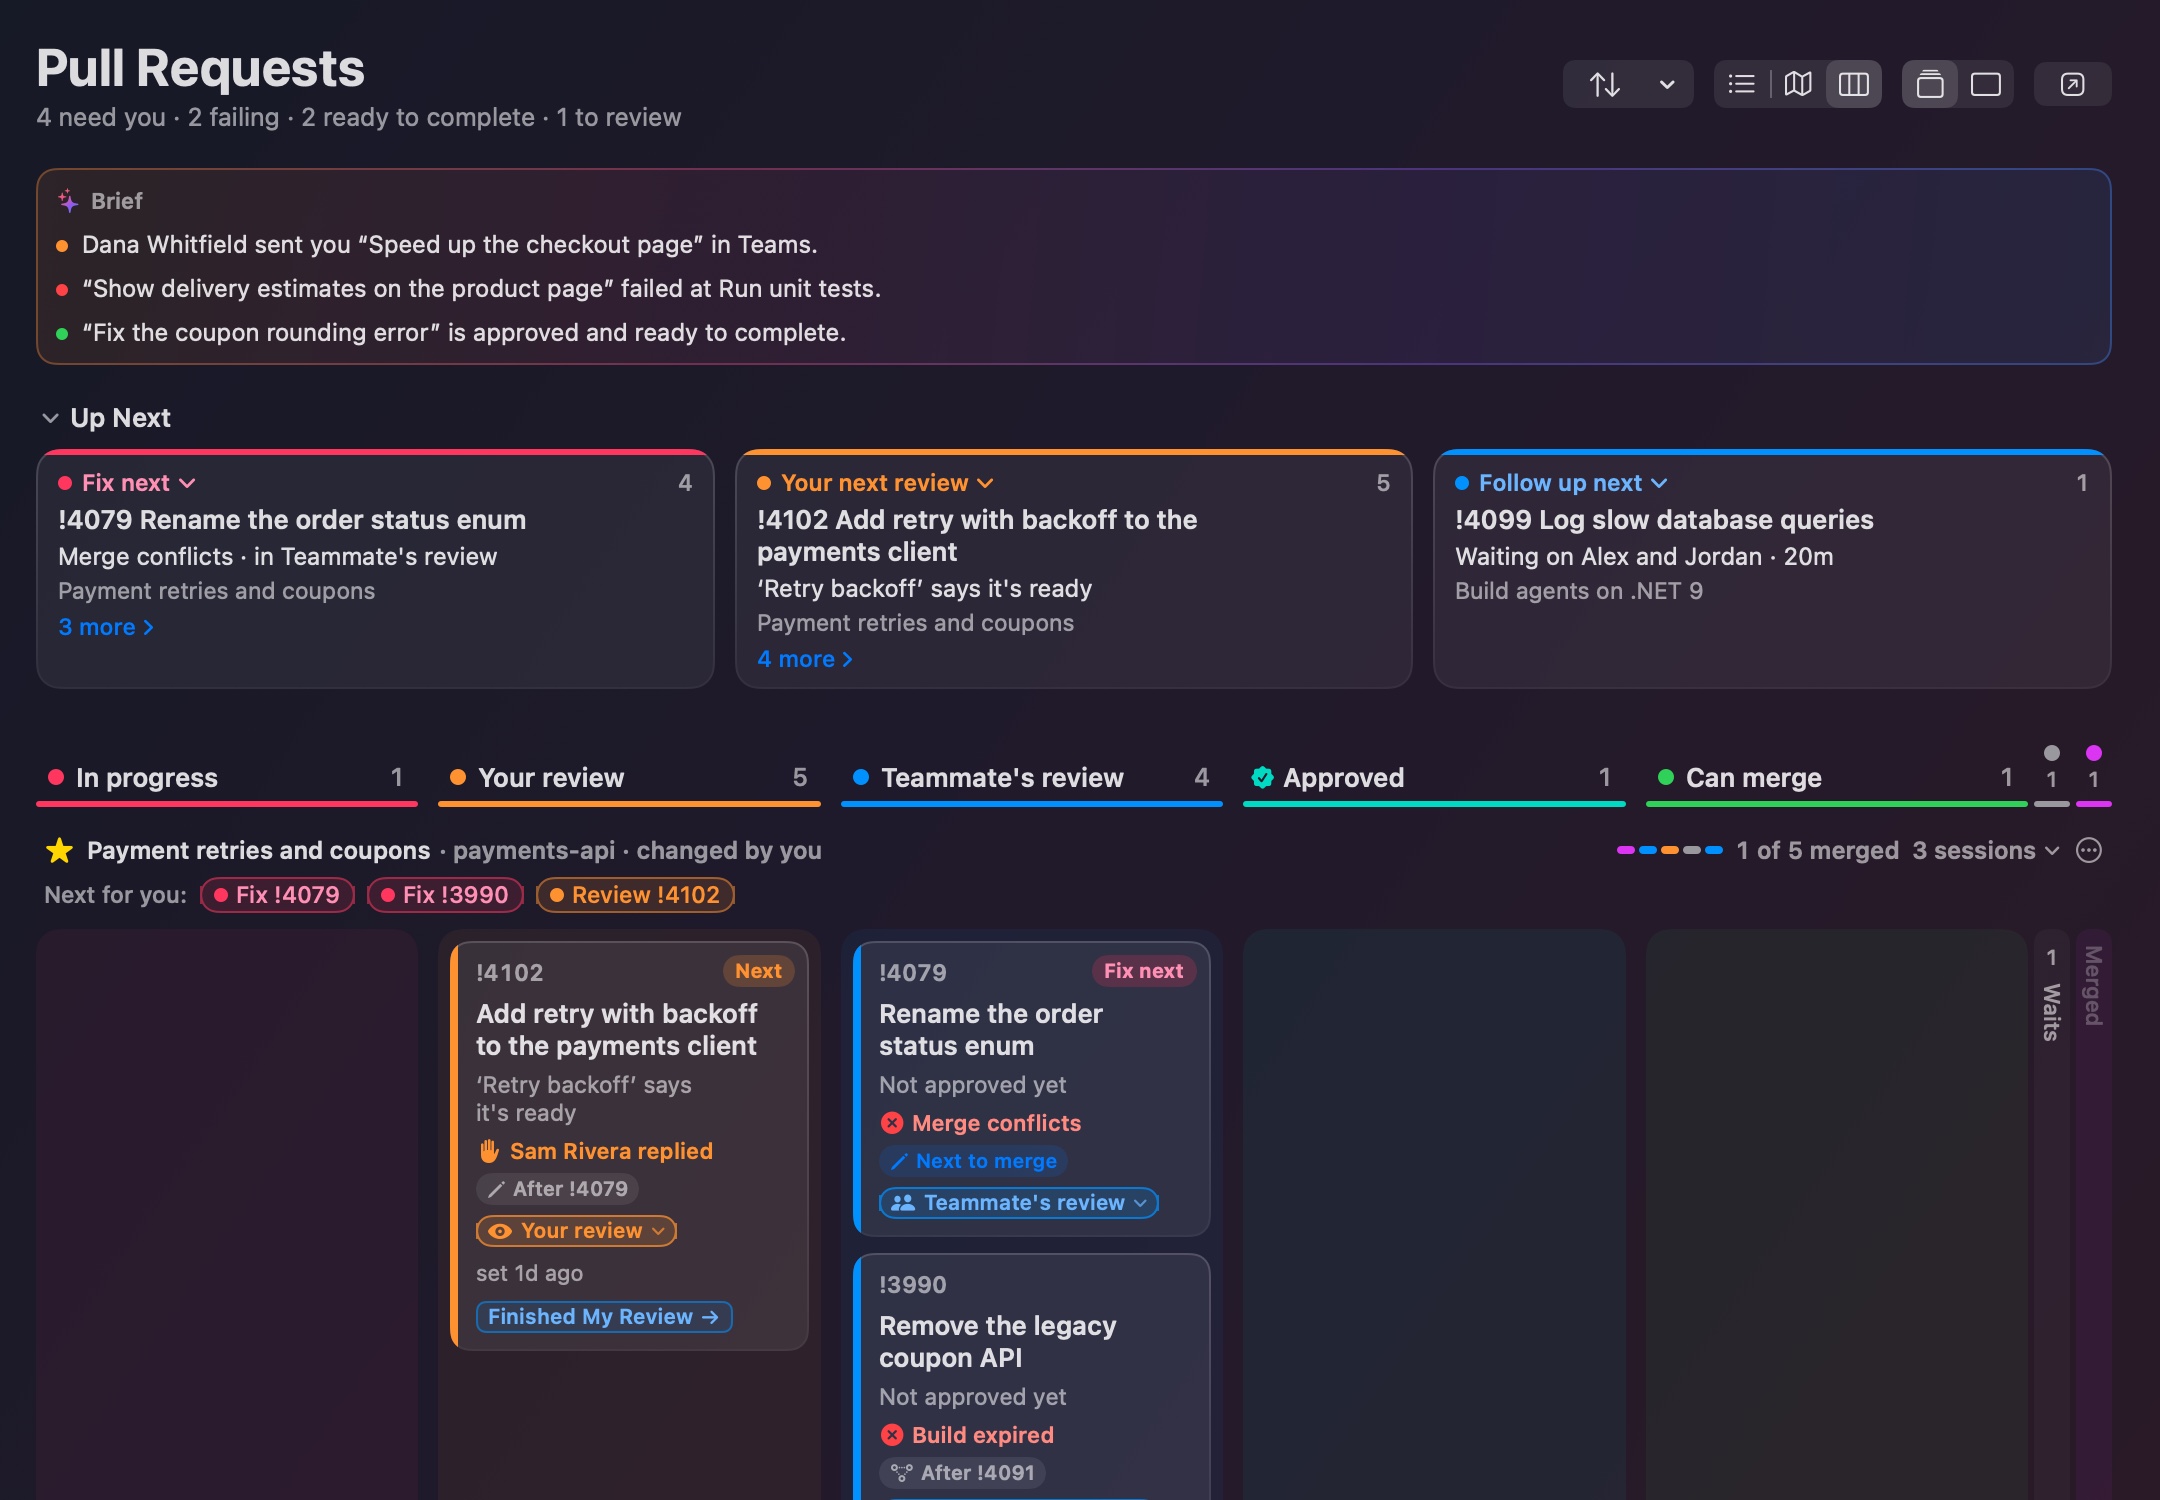 Pull Requests
4 need you · 2 failing · 2 ready to complete · 1 to review
Brief
Dana Whitfield sent you “Speed up the checkout page” in Teams.
“Show delivery estimates on the product page” failed at Run unit tests.
“Fix the coupon rounding error” is approved and ready to complete.
Up Next
Fix next 4
!4079 Rename the order status enum
Merge conflicts · in Teammate's review
Payment retries and coupons
3 more
Your next review 5
!4102 Add retry with backoff to the
payments client
‘Retry backoff’ says it's ready
Payment retries and coupons
4 more
Follow up next 1
!4099 Log slow database queries
Waiting on Alex and Jordan · 20m
Build agents on .NET 9
In progress 1
Your review 5
Teammate's review 4
Approved 1
Can merge 1
1
1
Payment retries and coupons · payments-api · changed by you
1 of 5 merged 3 sessions
Next for you: Fix !4079 Fix !3990 Review !4102
!4102 Next
Add retry with backoff
to the payments client
‘Retry backoff’ says
it's ready
Sam Rivera replied
After !4079
Your review
set 1d ago
Finished My Review →
!4079 Fix next
Rename the order
status enum
Not approved yet
Merge conflicts
Next to merge
Teammate's review
!3990
Remove the legacy
coupon API
Not approved yet
Build expired
After !4091
1 Waits
Merged